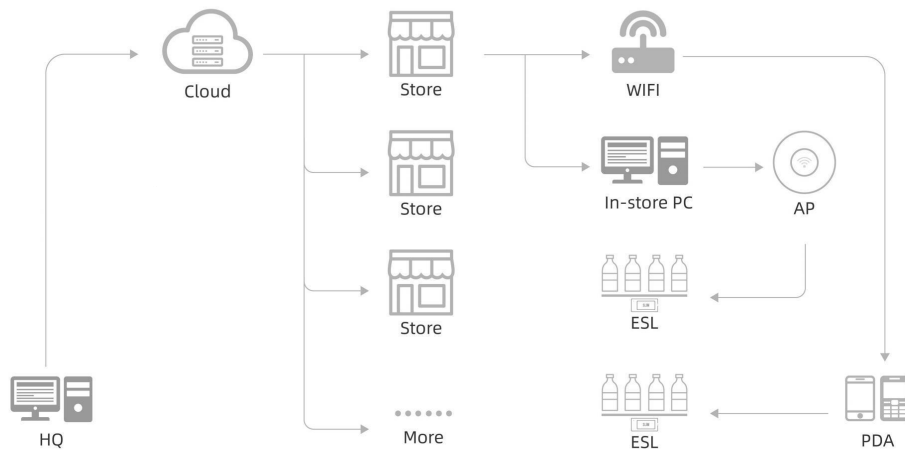 Cloud
Store
WIFI
Store
In-store PC
AP
Store
ESL
HQ
More
ESL
PDA